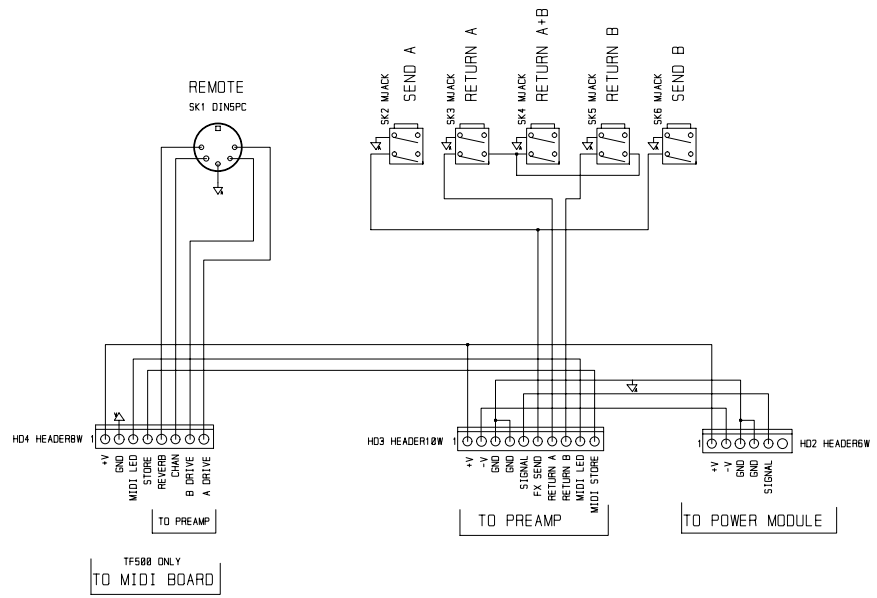 REMOTE
SK1 DIN5PC
SK2 MJACK
SEND A
SK3 MJACK
RETURN A
SK4 MJACK
RETURN A+B
SK5 MJACK
RETURN B
SK6 MJACK
SEND B
HD4 HEADER8W
1
+V
GND
MIDI LED
STORE
REVERB
CHAN
B DRIVE
A DRIVE
TO PREAMP
TF500 ONLY
TO MIDI BOARD
HD3 HEADER10W
1
+V
-V
GND
GND
SIGNAL
FX SEND
RETURN A
RETURN B
MIDI LED
MIDI STORE
TO PREAMP
1
HD2 HEADER6W
+V
-V
GND
GND
SIGNAL
TO POWER MODULE